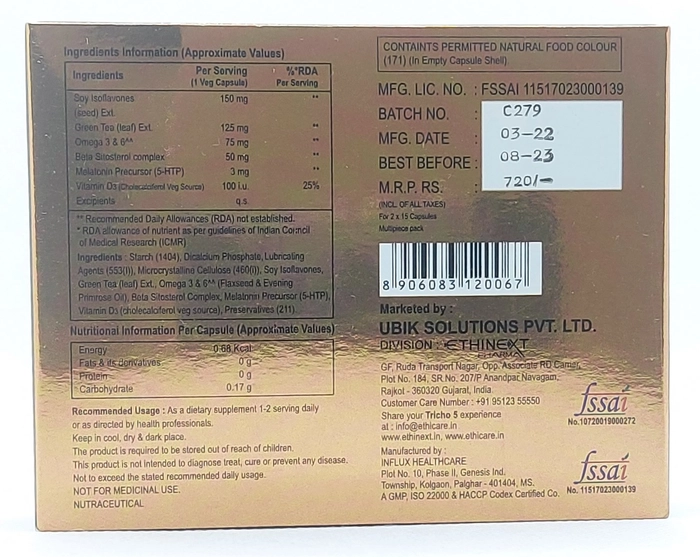 Ingredients Information (Approximate Values)
Ingredients Per Serving (1 Veg Capsule) %*RDA Per Serving
Soy Isoflavones (seed) Ext. 150 mg **
Green Tea (leaf) Ext. 125 mg **
Omega 3 & 6^^ 75 mg **
Beta Sitosterol complex 50 mg **
Melatonin Precursor (5-HTP) 3 mg **
Vitamin D3 (Cholecalciferol Veg Source) 100 i.u. 25%
Excipients q.s.
** Recommended Daily Allowances (RDA) not established.
* RDA allowance of nutrient as per guidelines of Indian Council
of Medical Research (ICMR)
Ingredients : Starch (1404), Dicalcium Phosphate, Lubricating
Agents (553(I)), Microcrystalline Cellulose (460(I)), Soy Isoflavones,
Green Tea (leaf) Ext., Omega 3 & 6^^ (Flaxseed & Evening
Primrose Oil), Beta Sitosterol Complex, Melatonin Precursor (5-HTP),
Vitamin D3 (cholecalciferol veg source), Preservatives (211).
Nutritional Information Per Capsule (Approximate Values)
Energy 0.68 Kcal
Fats & its derivatives 0 g
Protein 0 g
Carbohydrate 0.17 g
Recommended Usage : As a dietary supplement 1-2 serving daily
or as directed by health professionals.
Keep in cool, dry & dark place.
The product is required to be stored out of reach of children.
This product is not intended to diagnose treat, cure or prevent any disease.
Not to exceed the stated recommended daily usage.
NOT FOR MEDICINAL USE.
NUTRACEUTICAL
CONTAINTS PERMITTED NATURAL FOOD COLOUR
(171) (In Empty Capsule Shell)
MFG. LIC. NO. : FSSAI 11517023000139
BATCH NO. : C279
MFG. DATE : 03-22
BEST BEFORE : 08-23
M.R.P. RS. : 720/-
(INCL. OF ALL TAXES)
For 2 x 15 Capsules
Multipiece pack
8 906083 120067
Marketed by :
UBIK SOLUTIONS PVT. LTD.
DIVISION : ETHINEXT
PHARMA
GF, Ruda Transport Nagar, Opp. Associate RD Camer,
Plot No. 184, SR No. 207/P Anandpar Navagam,
Rajkot - 360320 Gujarat, India.
Customer Care Number : +91 95123 55550
Share your Tricho 5 experience
at : info@ethicare.in
www.ethinext.in, www.ethicare.in
fssai
No.10720019000272
Manufactured by :
INFLUX HEALTHCARE
Plot No. 10, Phase II, Genesis Ind.
Township, Kolgaon, Palghar - 401404, MS.
A GMP, ISO 22000 & HACCP Codex Certified Co.
fssai
No. 11517023000139